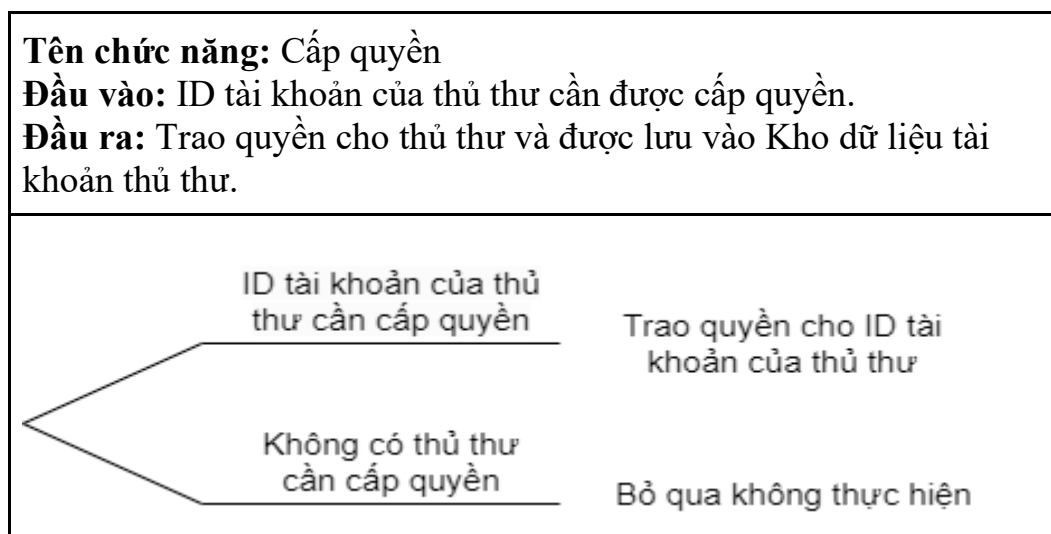 Tên chức năng: Cấp quyền
Đầu vào: ID tài khoản của thủ thư cần được cấp quyền.
Đầu ra: Trao quyền cho thủ thư và được lưu vào Kho dữ liệu tài
khoản thủ thư.
ID tài khoản của thủ
thư cần cấp quyền
Trao quyền cho ID tài
khoản của thủ thư
Không có thủ thư
cần cấp quyền
Bỏ qua không thực hiện